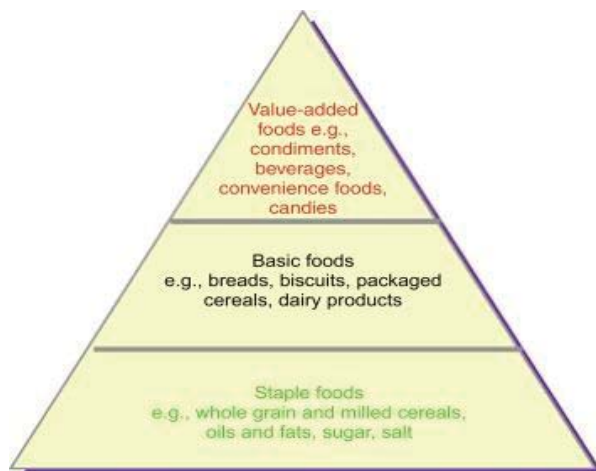 Value-added
foods e.g.,
condiments,
beverages,
convenience foods,
candies
Basic foods
e.g., breads, biscuits, packaged
cereals, dairy products
Staple foods
e.g., whole grain and milled cereals,
oils and fats, sugar, salt